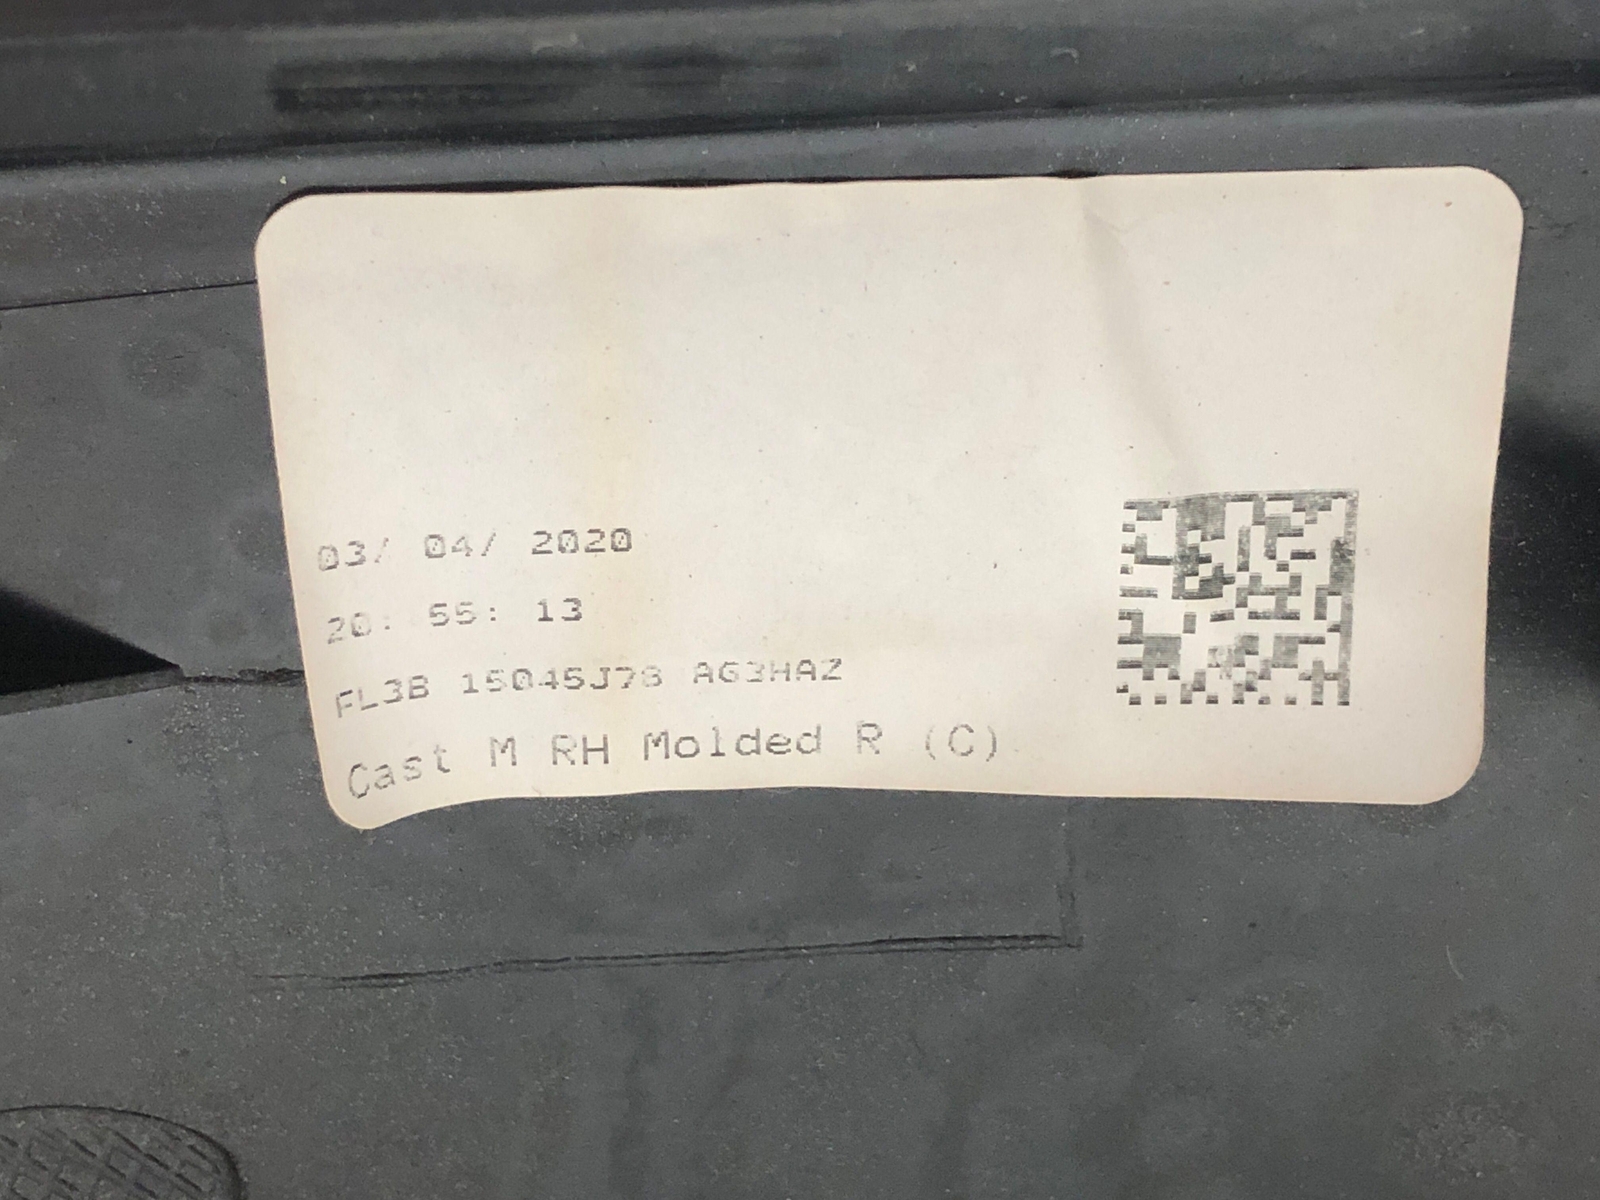 03/ 04/ 2020
20: 55: 13
FL3B 15045J78 AG3HAZ
Cast M RH Molded R (C)